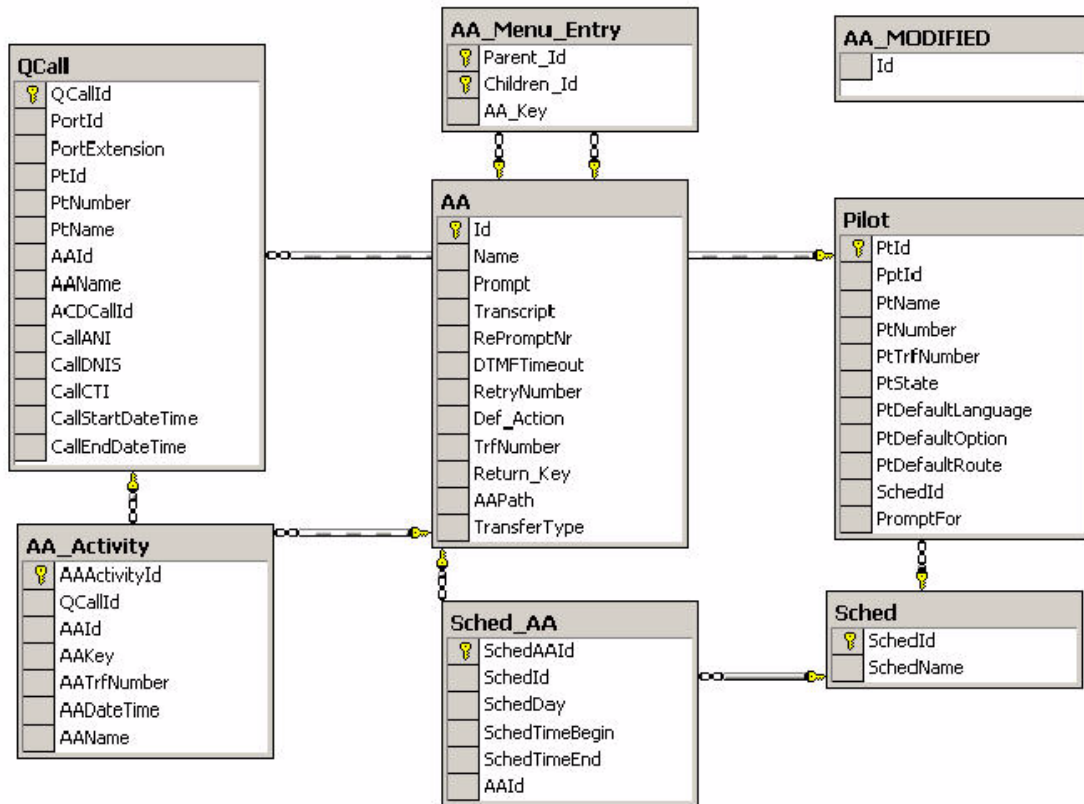 QCall
QCallId
PortId
PortExtension
PtId
PtNumber
PtName
AAId
AAName
ACDCallId
CallANI
CallDNIS
CallCTI
CallStartDateTime
CallEndDateTime
AA_Menu_Entry
Parent_Id
Children_Id
AA_Key
AA_MODIFIED
Id
AA
Id
Name
Prompt
Transcript
RePromptNr
DTMFTimeout
RetryNumber
Def_Action
TrfNumber
Return_Key
AAPath
TransferType
Pilot
PtId
PptId
PtName
PtNumber
PtTrfNumber
PtState
PtDefaultLanguage
PtDefaultOption
PtDefaultRoute
SchedId
PromptFor
AA_Activity
AAActivityId
QCallId
AAId
AAKey
AATrfNumber
AADateTime
AAName
Sched_AA
SchedAAId
SchedId
SchedDay
SchedTimeBegin
SchedTimeEnd
AAId
Sched
SchedId
SchedName